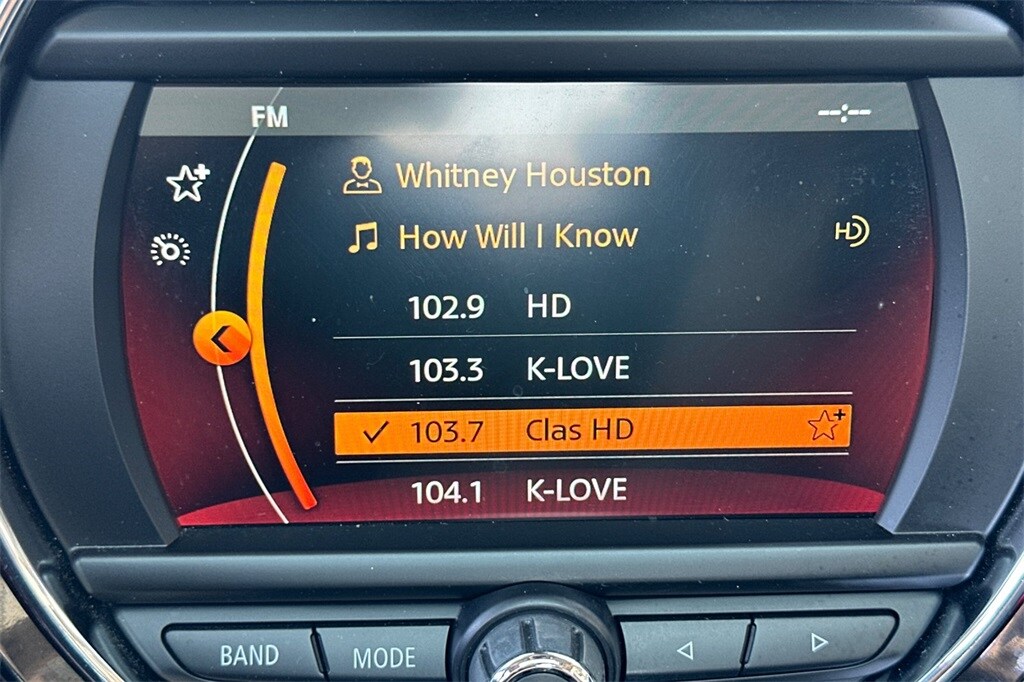 FM --:--
Whitney Houston
How Will I Know HD
102.9 HD
103.3 K-LOVE
103.7 Clas HD
104.1 K-LOVE
BAND MODE